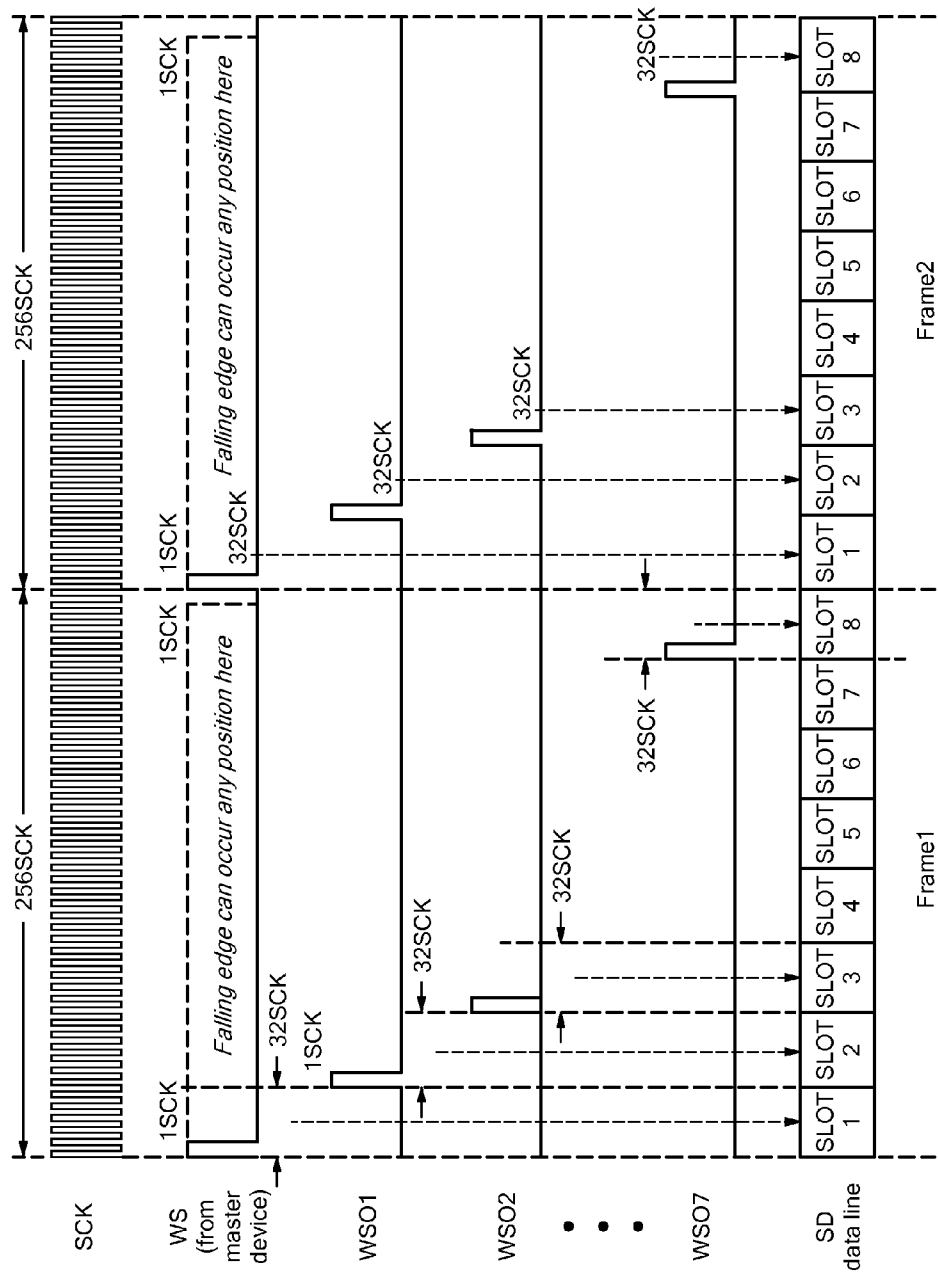 256SCK
256SCK
SCK
1SCK
1SCK
1SCK
1SCK
WS
(from
master
device)
Falling edge can occur any position here
Falling edge can occur any position here
32SCK
32SCK
1SCK
WSO1
32SCK
32SCK
WSO2
32SCK
32SCK
• • •
32SCK
32SCK
WSO7
SD
data line
SLOT
1
SLOT
2
SLOT
3
SLOT
4
SLOT
5
SLOT
6
SLOT
7
SLOT
8
SLOT
1
SLOT
2
SLOT
3
SLOT
4
SLOT
5
SLOT
6
SLOT
7
SLOT
8
Frame1
Frame2